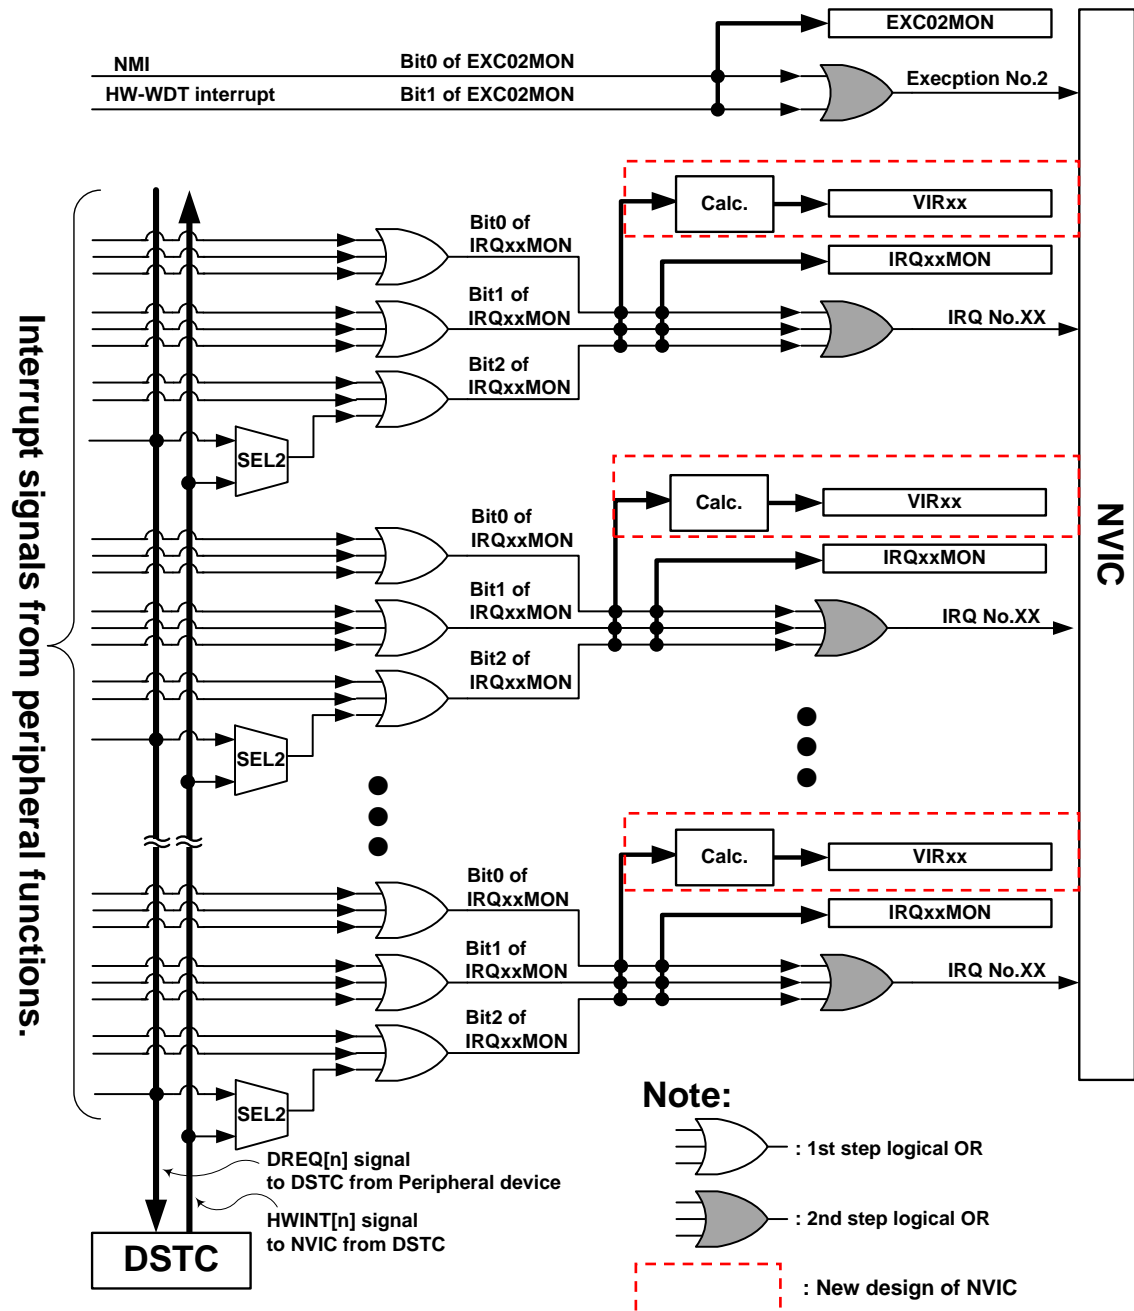 EXC02MON
NMI
Bit0 of EXC02MON
HW-WDT interrupt
Bit1 of EXC02MON
Execption No.2
Calc.
VIRxx
Bit0 of
IRQxxMON
IRQxxMON
Bit1 of
IRQxxMON
IRQ No.XX
Bit2 of
IRQxxMON
SEL2
Calc.
VIRxx
Bit0 of
IRQxxMON
IRQxxMON
Bit1 of
IRQxxMON
IRQ No.XX
Bit2 of
IRQxxMON
SEL2
Calc.
VIRxx
Bit0 of
IRQxxMON
IRQxxMON
Bit1 of
IRQxxMON
IRQ No.XX
Bit2 of
IRQxxMON
SEL2
Interrupt signals from peripheral functions.
NVIC
DREQ[n] signal
to DSTC from Peripheral device
HWINT[n] signal
to NVIC from DSTC
DSTC
Note:
: 1st step logical OR
: 2nd step logical OR
: New design of NVIC